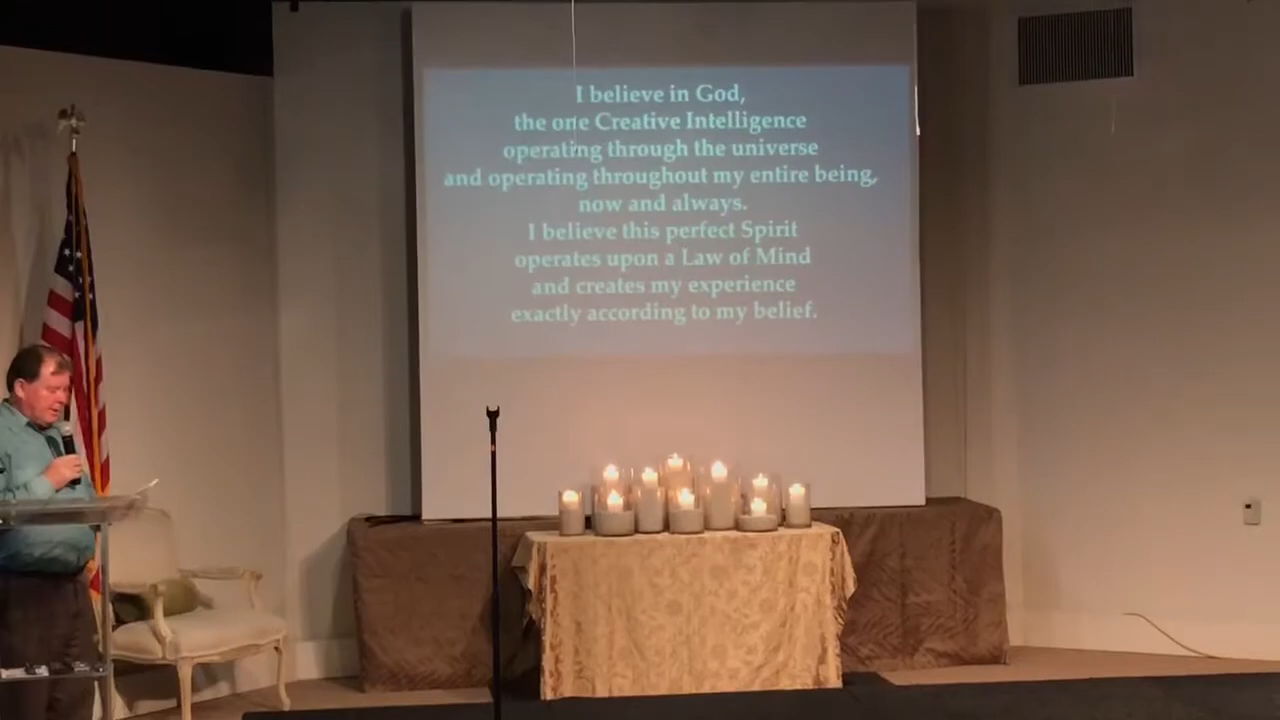 I believe in God,
the one Creative Intelligence
operating through the universe
and operating throughout my entire being,
now and always.
I believe this perfect Spirit
operates upon a Law of Mind
and creates my experience
exactly according to my belief.